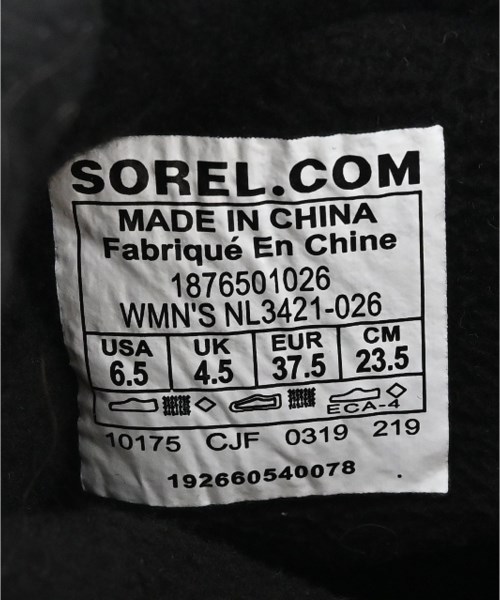 SOREL.COM
MADE IN CHINA
Fabriqué En Chine
1876501026
WMN'S NL3421-026
USA UK EUR CM
6.5 4.5 37.5 23.5
ECA-4
10175 CJF 0319 219
192660540078